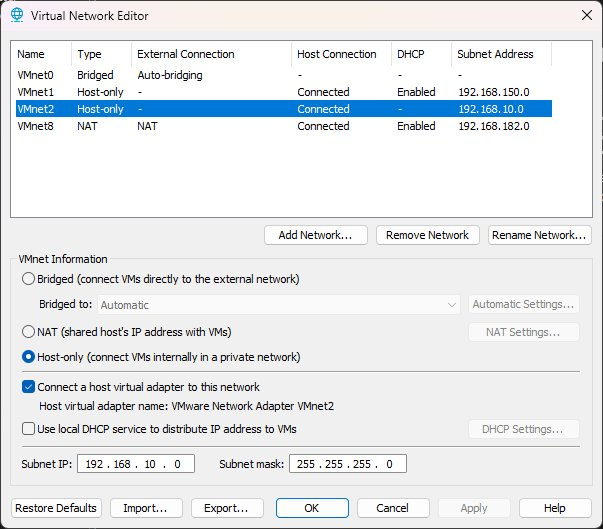 Virtual Network Editor
Name Type External Connection Host Connection DHCP Subnet Address
VMnet0 Bridged Auto-bridging - - -
VMnet1 Host-only - Connected Enabled 192.168.150.0
VMnet2 Host-only - Connected - 192.168.10.0
VMnet8 NAT NAT Connected Enabled 192.168.182.0
Add Network... Remove Network Rename Network...
VMnet Information
Bridged (connect VMs directly to the external network)
Bridged to: Automatic Automatic Settings...
NAT (shared host's IP address with VMs) NAT Settings...
Host-only (connect VMs internally in a private network)
Connect a host virtual adapter to this network
Host virtual adapter name: VMware Network Adapter VMnet2
Use local DHCP service to distribute IP address to VMs DHCP Settings...
Subnet IP: 192 . 168 . 10 . 0 Subnet mask: 255 . 255 . 255 . 0
Restore Defaults Import... Export... OK Cancel Apply Help